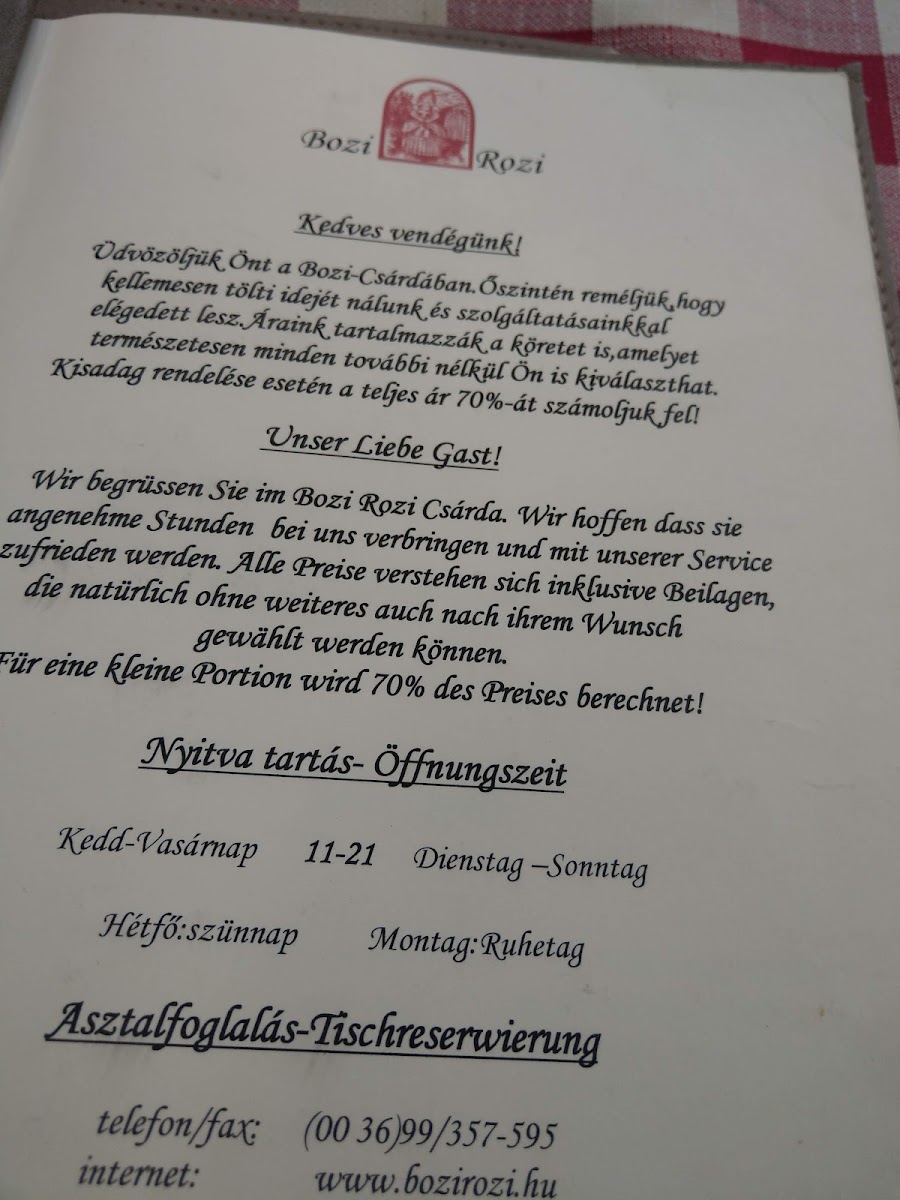 Bozi Rozi
Kedves vendégünk!
Üdvözöljük Önt a Bozi-Csárdában.Őszintén reméljük,hogy
kellemesen tölti idejét nálunk és szolgáltatásainkkal
elégedett lesz.Áraink tartalmazzák a köretet is,amelyet
természetesen minden további nélkül Ön is kiválaszthat.
Kisadag rendelése esetén a teljes ár 70%-át számoljuk fel!
Unser Liebe Gast!
Wir begrüssen Sie im Bozi Rozi Csárda. Wir hoffen dass sie
angenehme Stunden bei uns verbringen und mit unserer Service
zufrieden werden. Alle Preise verstehen sich inklusive Beilagen,
die natürlich ohne weiteres auch nach ihrem Wunsch
gewählt werden können.
Für eine kleine Portion wird 70% des Preises berechnet!
Nyitva tartás- Öffnungszeit
Kedd-Vasárnap 11-21 Dienstag –Sonntag
Hétfő:szünnap Montag:Ruhetag
Asztalfoglalás-Tischreserwierung
telefon/fax: (00 36)99/357-595
internet: www.bozirozi.hu